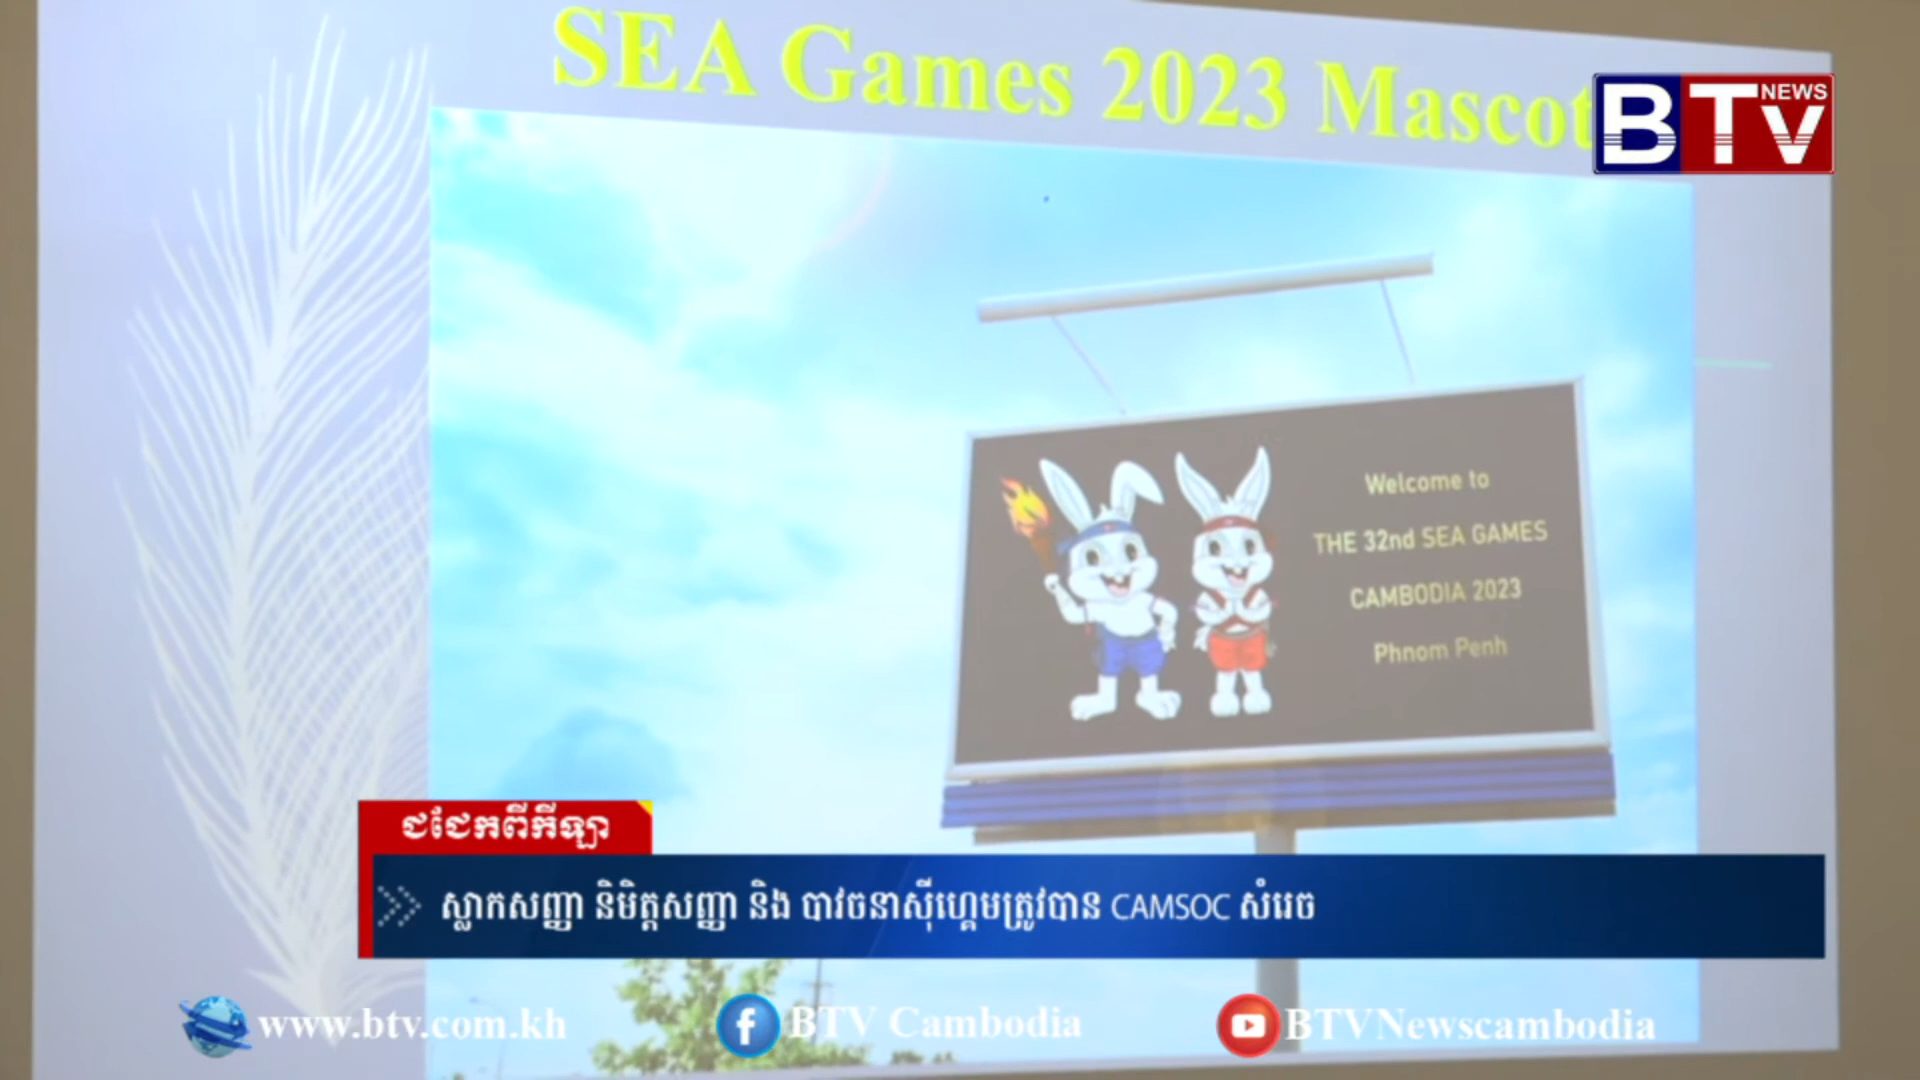 SEA Games 2023 Mascot
BTV NEWS
Welcome to
THE 32nd SEA GAMES
CAMBODIA 2023
Phnom Penh
ជជែកពីកីឡា
ស្លាកសញ្ញា និមិត្តសញ្ញា និង បាវចនាស៊ីហ្គេមត្រូវបាន CAMSOC សំរេច
www.btv.com.kh
BTV Cambodia
BTVNewscambodia